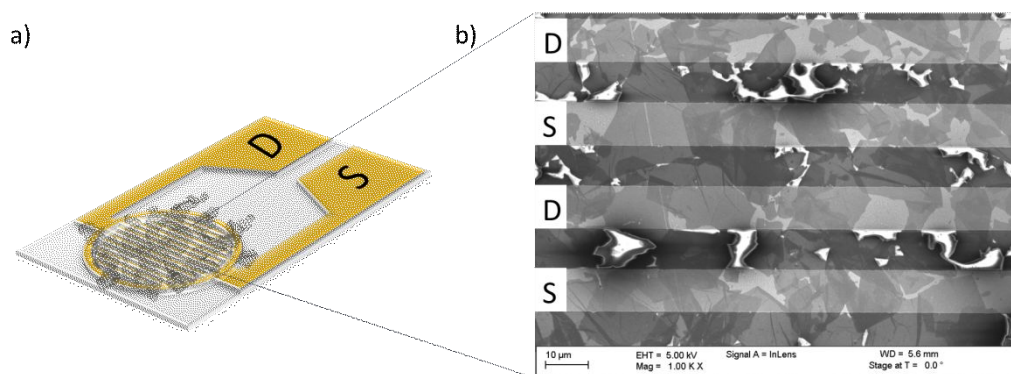 a)
D
S
b)
D
S
D
S
10 µm
EHT = 5.00 kV
Mag = 1.00 K X
Signal A = InLens
WD = 5.6 mm
Stage at T = 0.0°